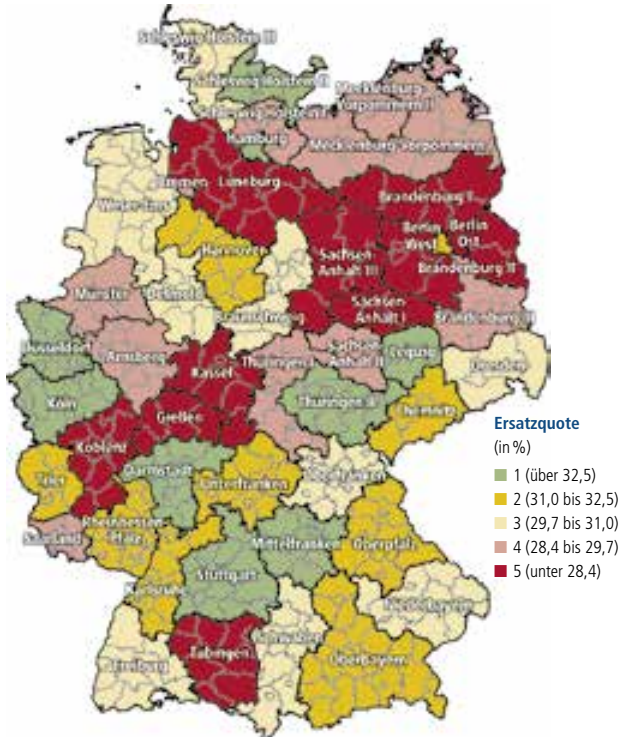 Schleswig Holstein III
Schleswig Holstein II
Mecklenburg
Vorpommern II
Schleswig Holstein I
Hamburg
Mecklenburg Vorpommern I
Bremen
Lüneburg
Brandenburg I
Weser-Ems
Berlin
West
Berlin
Ost
Hannover
Sachsen
Anhalt III
Brandenburg II
Münster
Detmold
Braunschweig
Sachsen
Anhalt I
Brandenburg III
Düsseldorf
Arnsberg
Kassel
Thüringen I
Sachsen
Anhalt II
Leipzig
Dresden
Köln
Gießen
Thüringen II
Chemnitz
Koblenz
Trier
Darmstadt
Unterfranken
Oberfranken
Rheinhessen-
Pfalz
Saarland
Mittelfranken
Oberpfalz
Karlsruhe
Stuttgart
Niederbayern
Tübingen
Schwaben
Freiburg
Oberbayern
Ersatzquote
(in %)
1 (über 32,5)
2 (31,0 bis 32,5)
3 (29,7 bis 31,0)
4 (28,4 bis 29,7)
5 (unter 28,4)